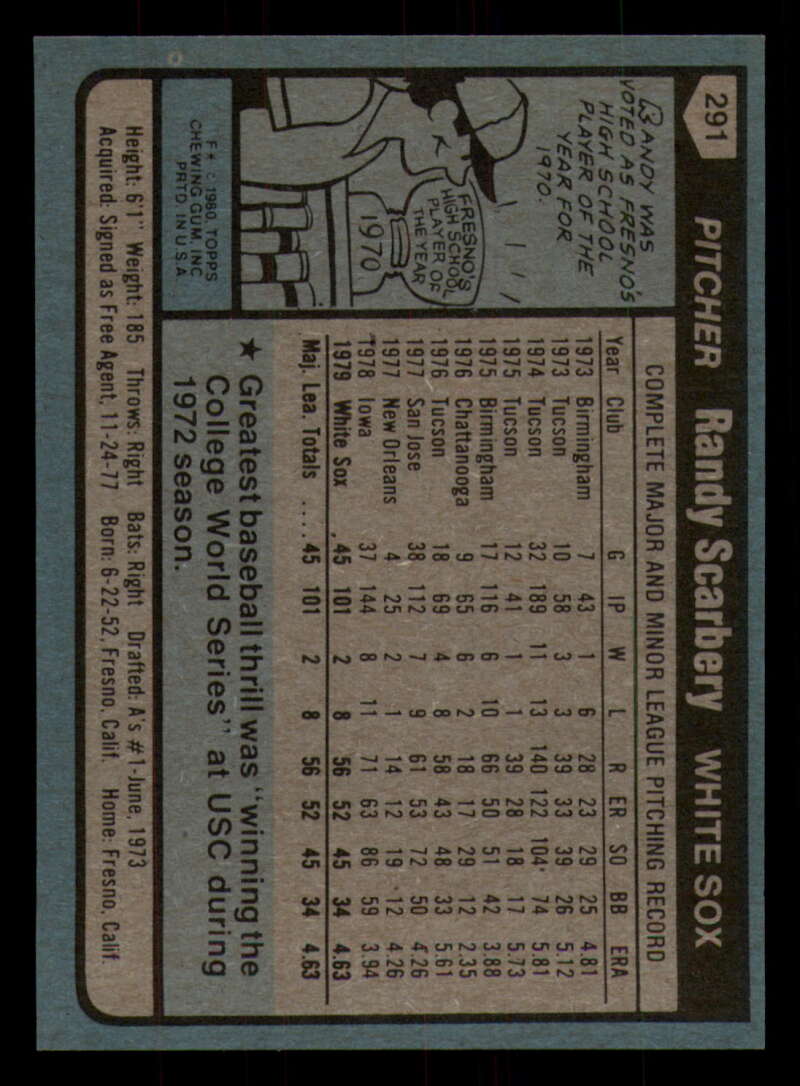 291
PITCHER Randy Scarbery WHITE SOX
RANDY WAS
VOTED AS FRESNO'S
HIGH SCHOOL
PLAYER OF THE
YEAR FOR
1970.
FRESNO'S
HIGH SCHOOL
PLAYER OF
THE YEAR
1970
© 1980, TOPPS
CHEWING GUM, INC.
PRTD. IN U.S.A.
COMPLETE MAJOR AND MINOR LEAGUE PITCHING RECORD
Year Club G IP W L R ER SO BB ERA
1973 Birmingham 7 43 1 6 28 23 29 25 4.81
1973 Tucson 10 58 3 3 39 33 39 26 5.12
1974 Tucson 32 189 11 13 140 122 104 74 5.81
1975 Tucson 12 41 1 1 39 28 18 17 5.73
1975 Birmingham 17 116 6 10 66 50 51 42 3.88
1976 Chattanooga 9 65 6 2 18 17 29 12 2.35
1976 Tucson 18 69 4 8 58 43 48 33 5.61
1977 San Jose 38 112 7 9 61 53 72 50 4.26
1977 New Orleans 4 25 2 1 14 12 19 12 4.26
1978 Iowa 37 144 8 11 71 63 86 59 3.94
1979 White Sox 45 101 2 8 56 52 45 34 4.63
Maj. Lea. Totals .... 45 101 2 8 56 52 45 34 4.63
★ Greatest baseball thrill was "winning the
College World Series" at USC during
1972 season.
Height: 6'1" Weight: 185 Throws: Right Bats: Right Drafted: A's #1-June, 1973
Acquired: Signed as Free Agent, 11-24-77 Born: 6-22-52, Fresno, Calif. Home: Fresno, Calif.